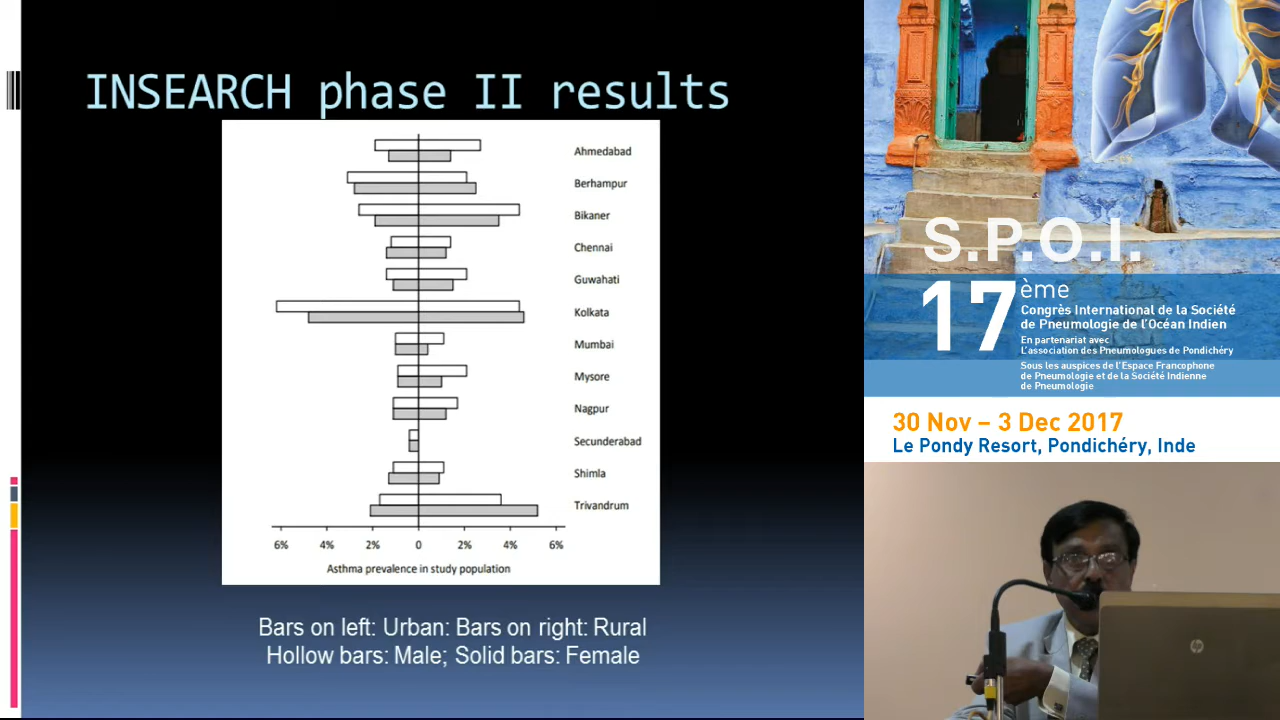 INSEARCH phase II results
Ahmedabad
Berhampur
Bikaner
Chennai
Guwahati
Kolkata
Mumbai
Mysore
Nagpur
Secunderabad
Shimla
Trivandrum
6% 4% 2% 0 2% 4% 6%
Asthma prevalence in study population
Bars on left: Urban: Bars on right: Rural
Hollow bars: Male; Solid bars: Female
S.P.O.I.
17ème
Congrès International de la Société
de Pneumologie de l'Océan Indien
En partenariat avec
L'association des Pneumologues de Pondichéry
Sous les auspices de l'Espace Francophone
de Pneumologie et de la Société Indienne
de Pneumologie
30 Nov – 3 Dec 2017
Le Pondy Resort, Pondichéry, Inde
hp